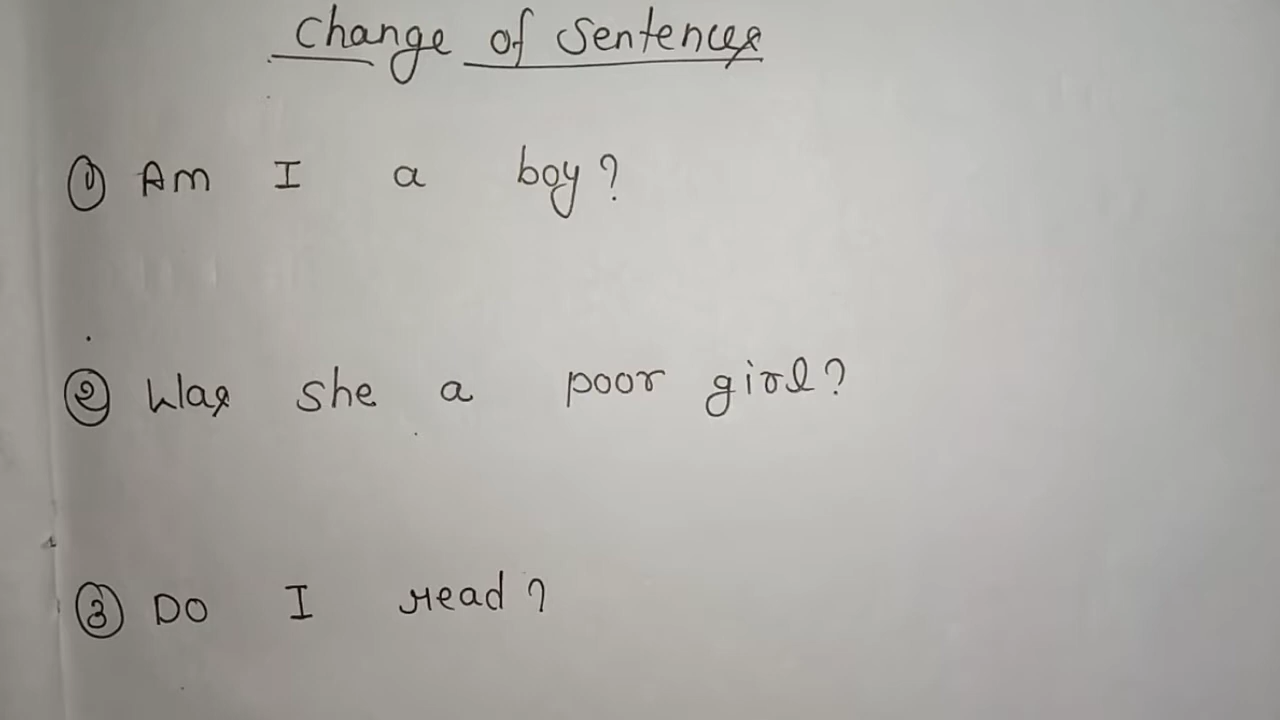 Change of Sentences
① Am I a boy?
② Was she a poor girl?
③ Do I read?